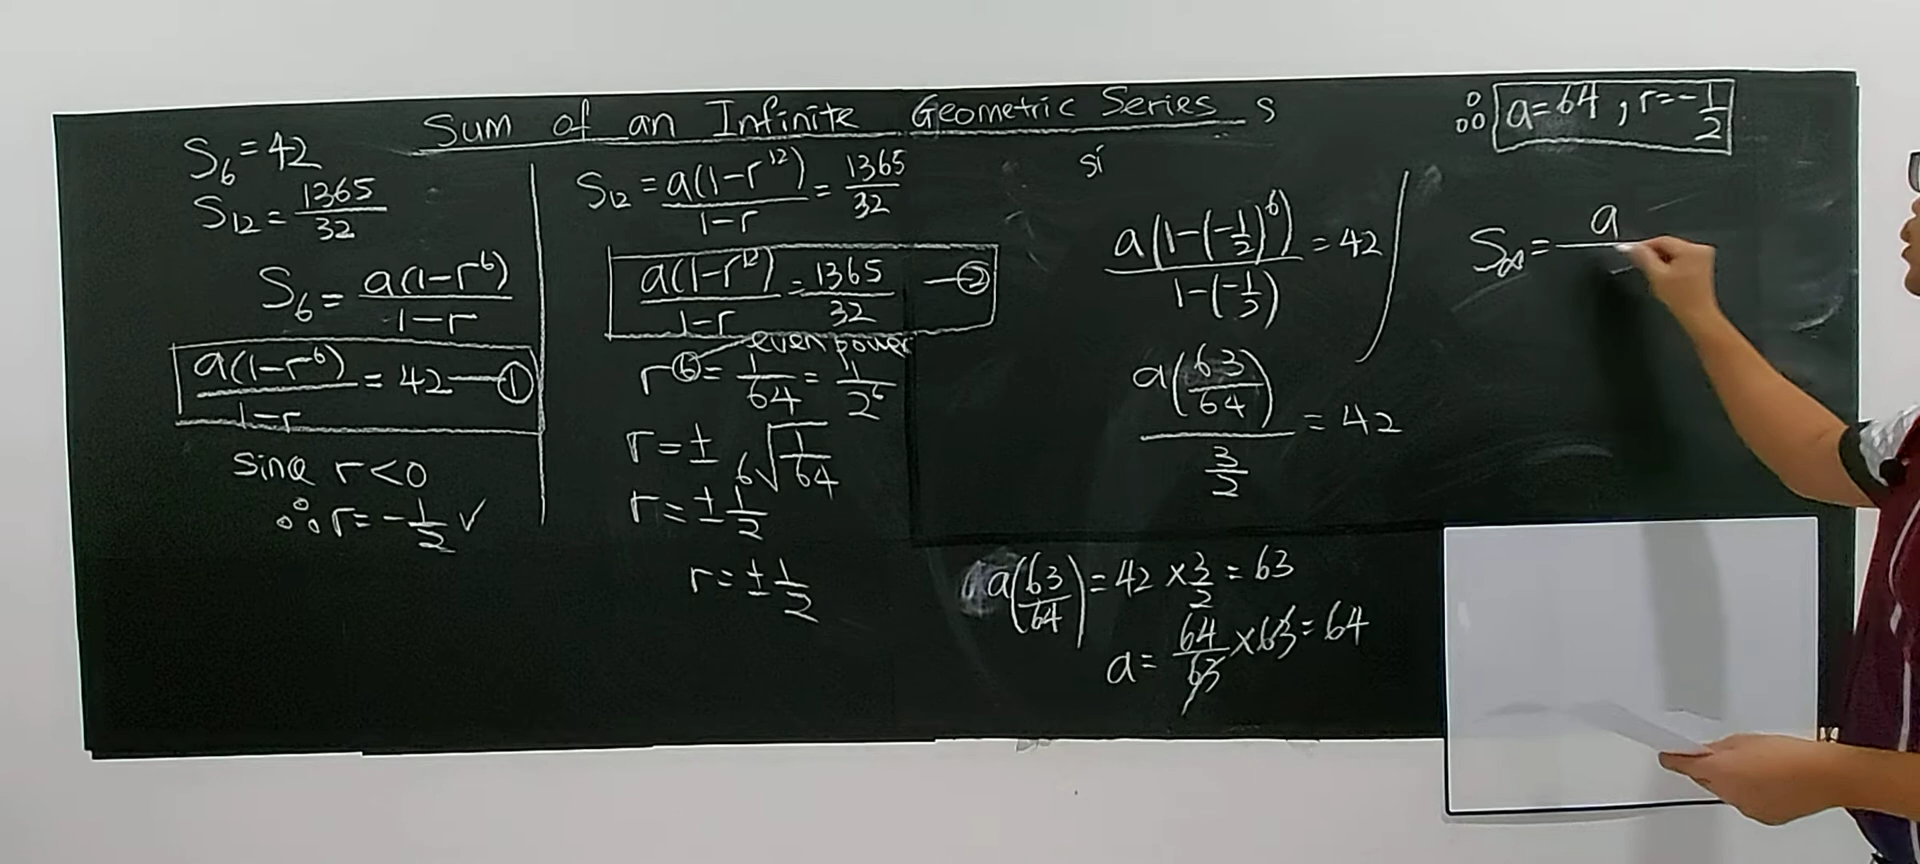 Sum of an Infinite Geometric Series s
S₆ = 42
S₁₂ = 1365/32
S₆ = a(1-r⁶)/1-r
a(1-r⁶)/1-r = 42 — ①
Since r < 0
∴ r = -1/2 ✓
S₁₂ = a(1-r¹²)/1-r = 1365/32
a(1-r¹²)/1-r = 1365/32 — ②
even power
r⁶ = 1/64 = 1/2⁶
r = ± ⁶√(1/64)
r = ± 1/2
r = ± 1/2
si
a(1-(-1/2)⁶)/1-(-1/2) = 42
a(63/64)/(3/2) = 42
a(63/64) = 42 × 3/2 = 63
a = 64/63 × 63 = 64
∴ a = 64 , r = -1/2
S∞ = a